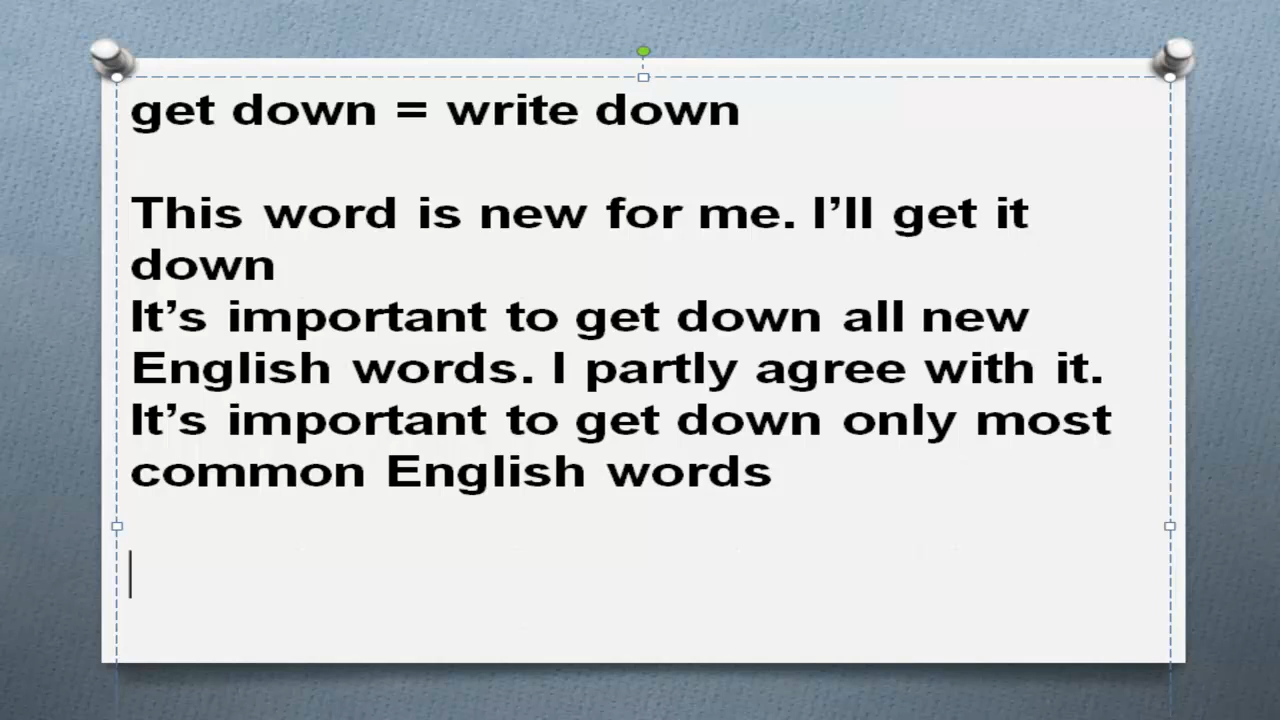 get down = write down
This word is new for me. I’ll get it
down
It’s important to get down all new
English words. I partly agree with it.
It’s important to get down only most
common English words